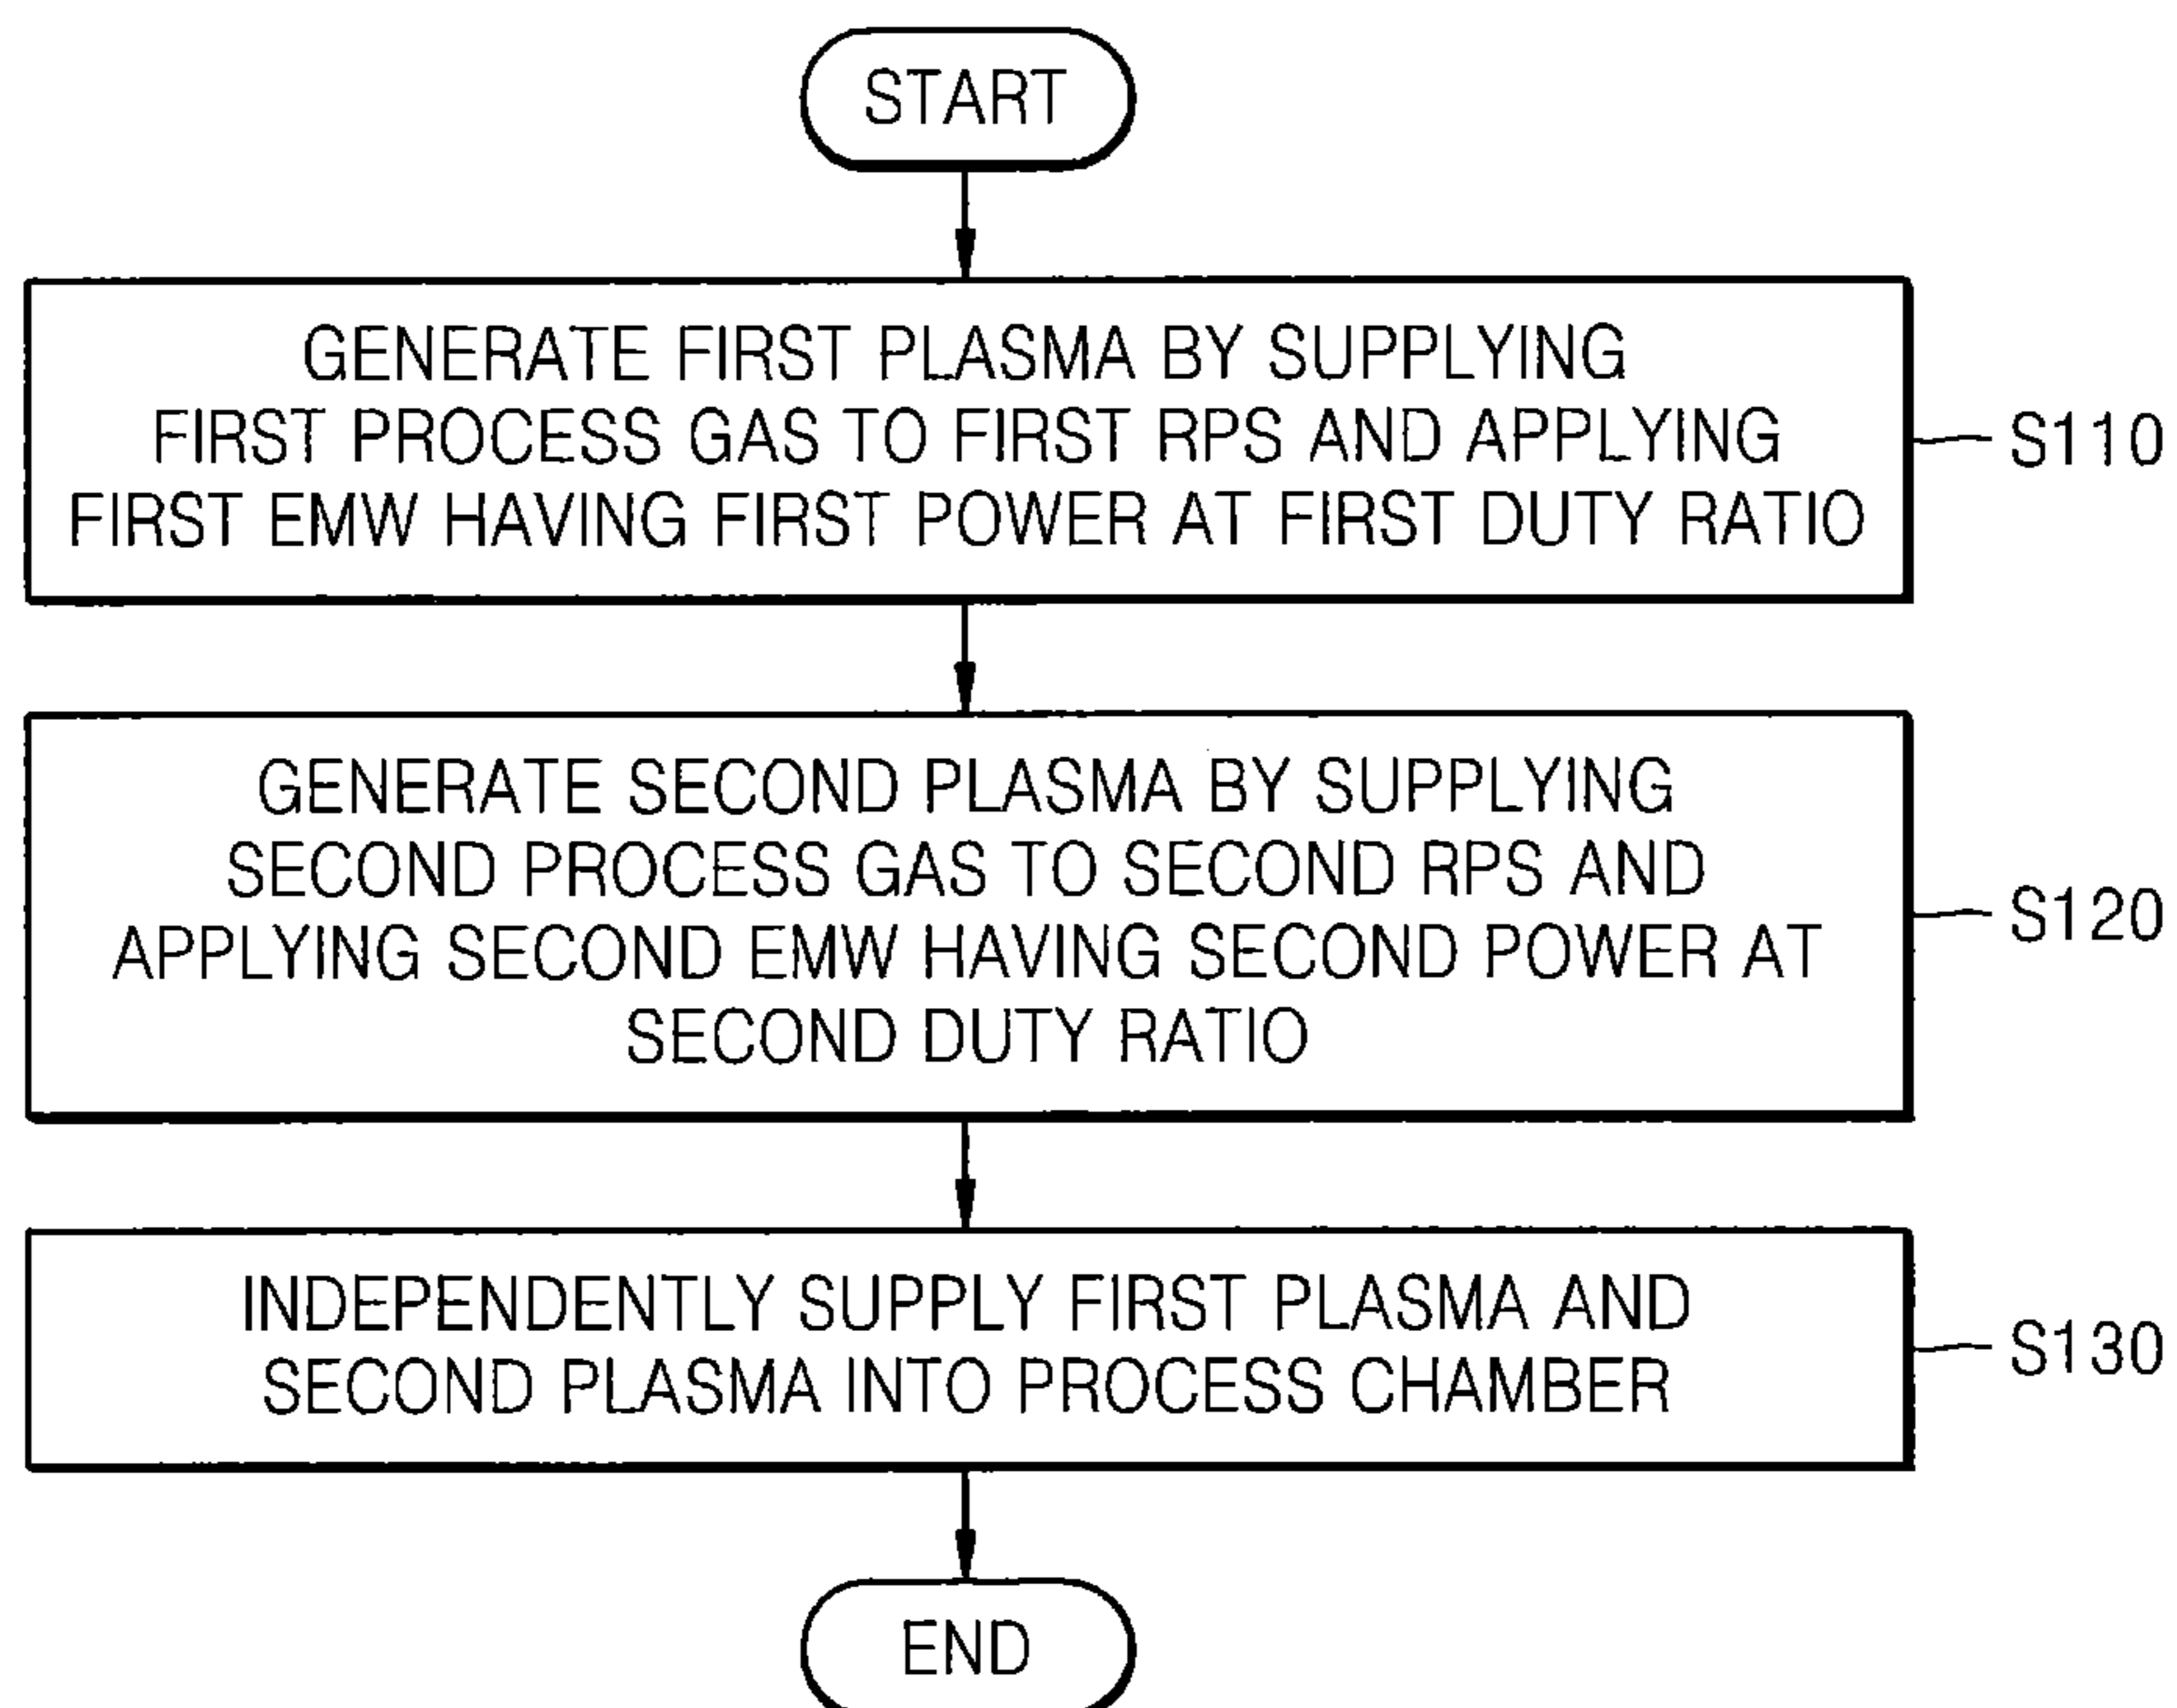 START
GENERATE FIRST PLASMA BY SUPPLYING
FIRST PROCESS GAS TO FIRST RPS AND APPLYING
FIRST EMW HAVING FIRST POWER AT FIRST DUTY RATIO
S110
GENERATE SECOND PLASMA BY SUPPLYING
SECOND PROCESS GAS TO SECOND RPS AND
APPLYING SECOND EMW HAVING SECOND POWER AT
SECOND DUTY RATIO
S120
INDEPENDENTLY SUPPLY FIRST PLASMA AND
SECOND PLASMA INTO PROCESS CHAMBER
S130
END